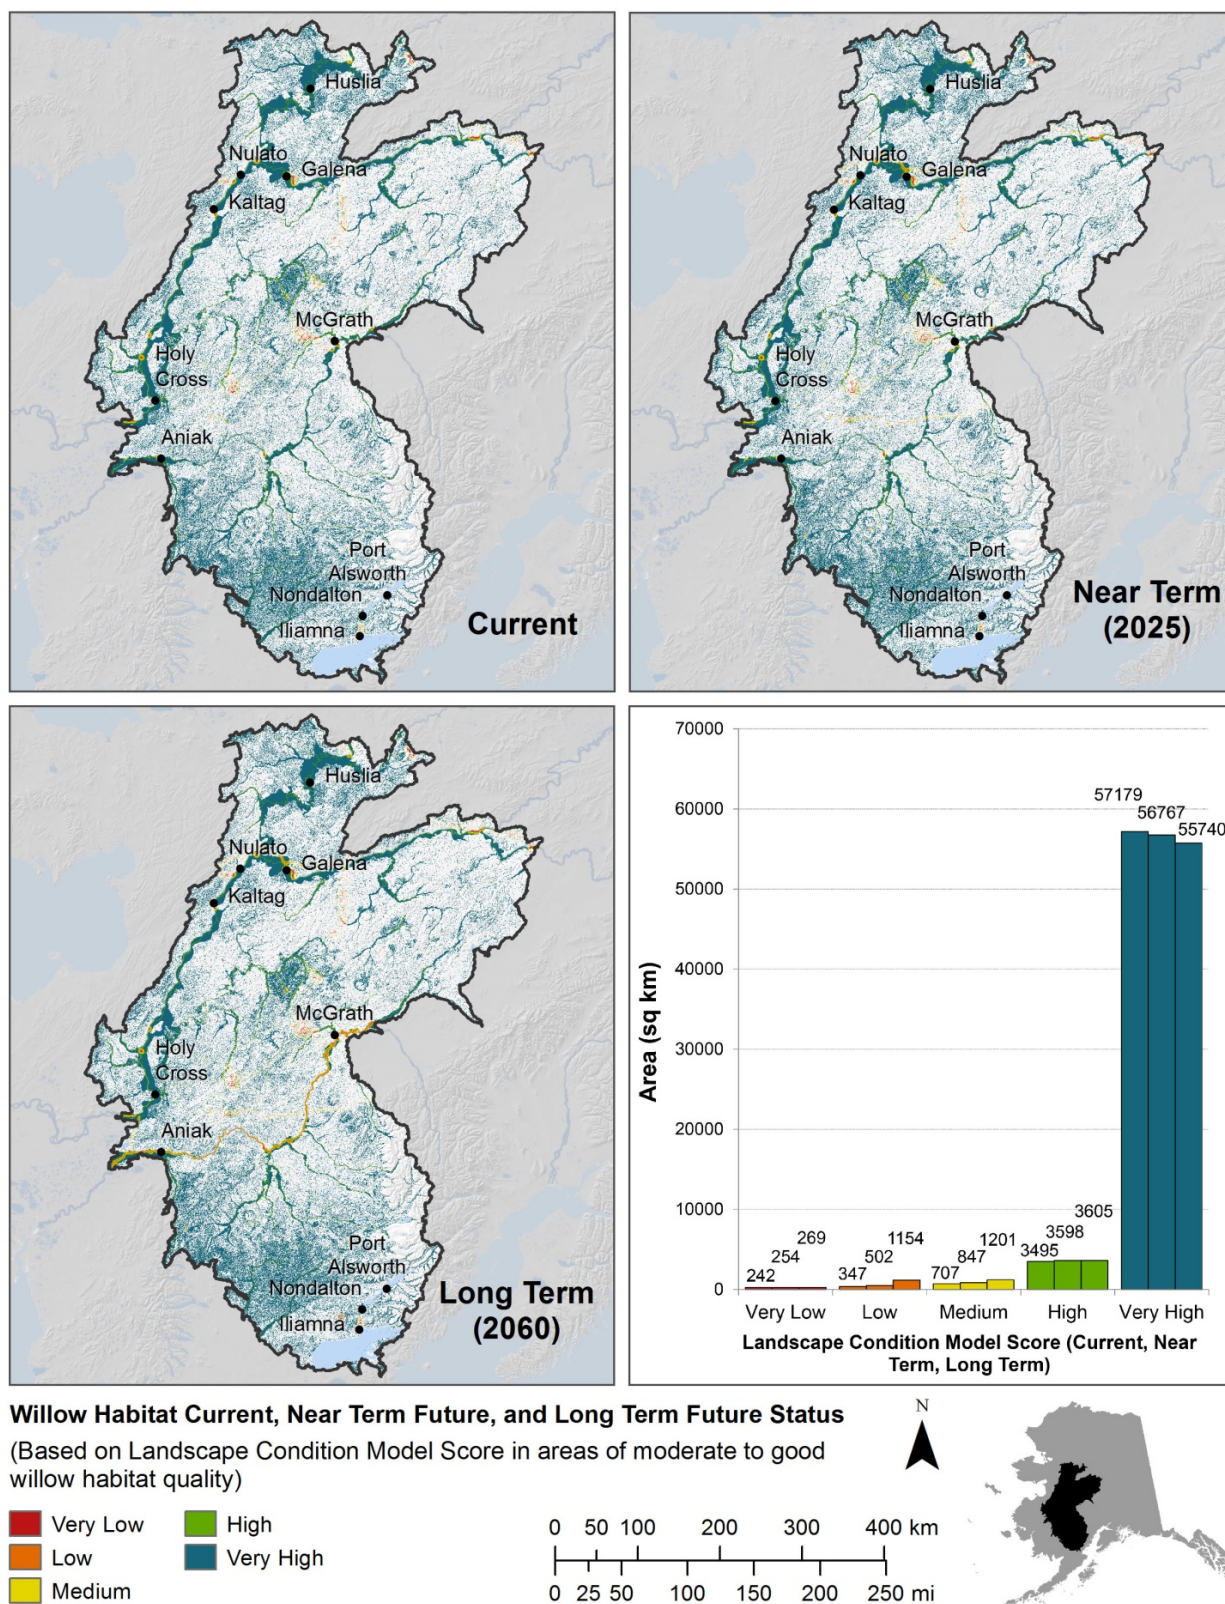 Huslia
Nulato
Galena
Kaltag
McGrath
Holy
Cross
Aniak
Port
Alsworth
Nondalton
Iliamna
Current
Huslia
Nulato
Galena
Kaltag
McGrath
Holy
Cross
Aniak
Port
Alsworth
Nondalton
Iliamna
Near Term
(2025)
Huslia
Nulato
Galena
Kaltag
McGrath
Holy
Cross
Aniak
Port
Alsworth
Nondalton
Iliamna
Long Term
(2060)
Area (sq km)
70000
60000
50000
40000
30000
20000
10000
0
242
254
269
347
502
1154
707
847
1201
3495
3598
3605
57179
56767
55740
Very Low
Low
Medium
High
Very High
Landscape Condition Model Score (Current, Near
Term, Long Term)
Willow Habitat Current, Near Term Future, and Long Term Future Status
(Based on Landscape Condition Model Score in areas of moderate to good
willow habitat quality)
Very Low
Low
Medium
High
Very High
0 50 100 200 300 400 km
0 25 50 100 150 200 250 mi
N